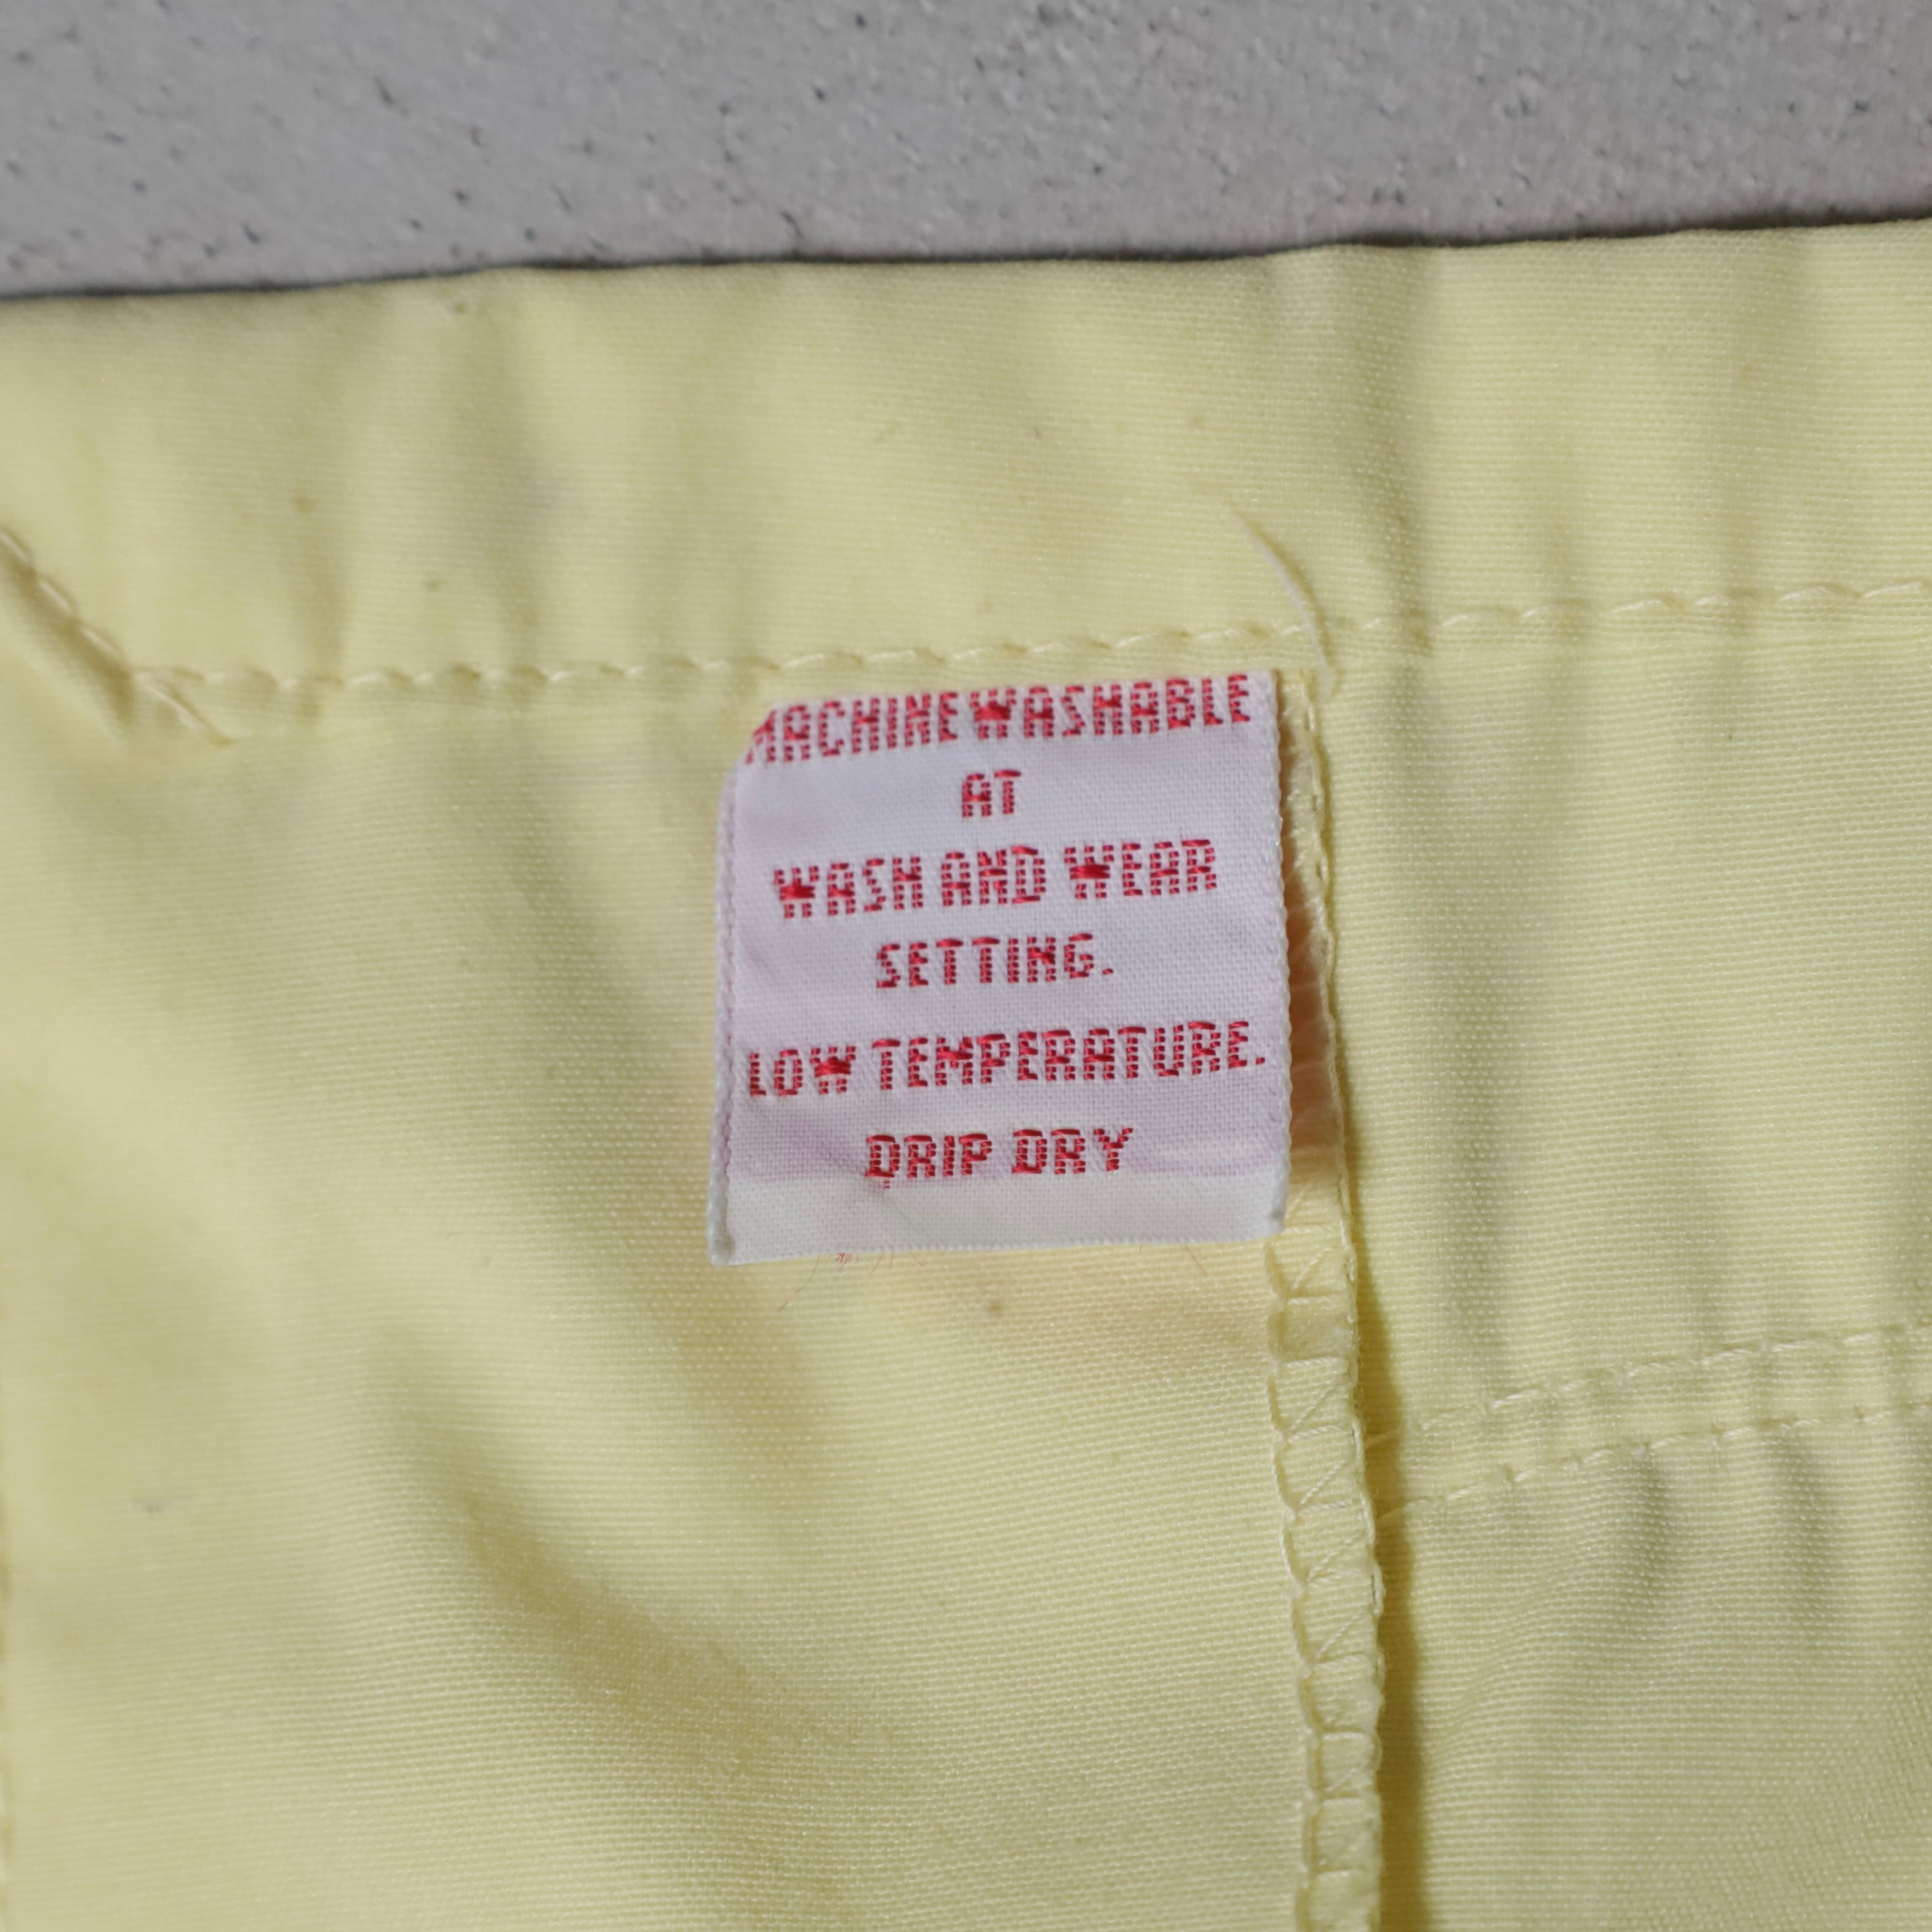 MACHINE WASHABLE
AT
WASH AND WEAR
SETTING.
LOW TEMPERATURE.
DRIP DRY